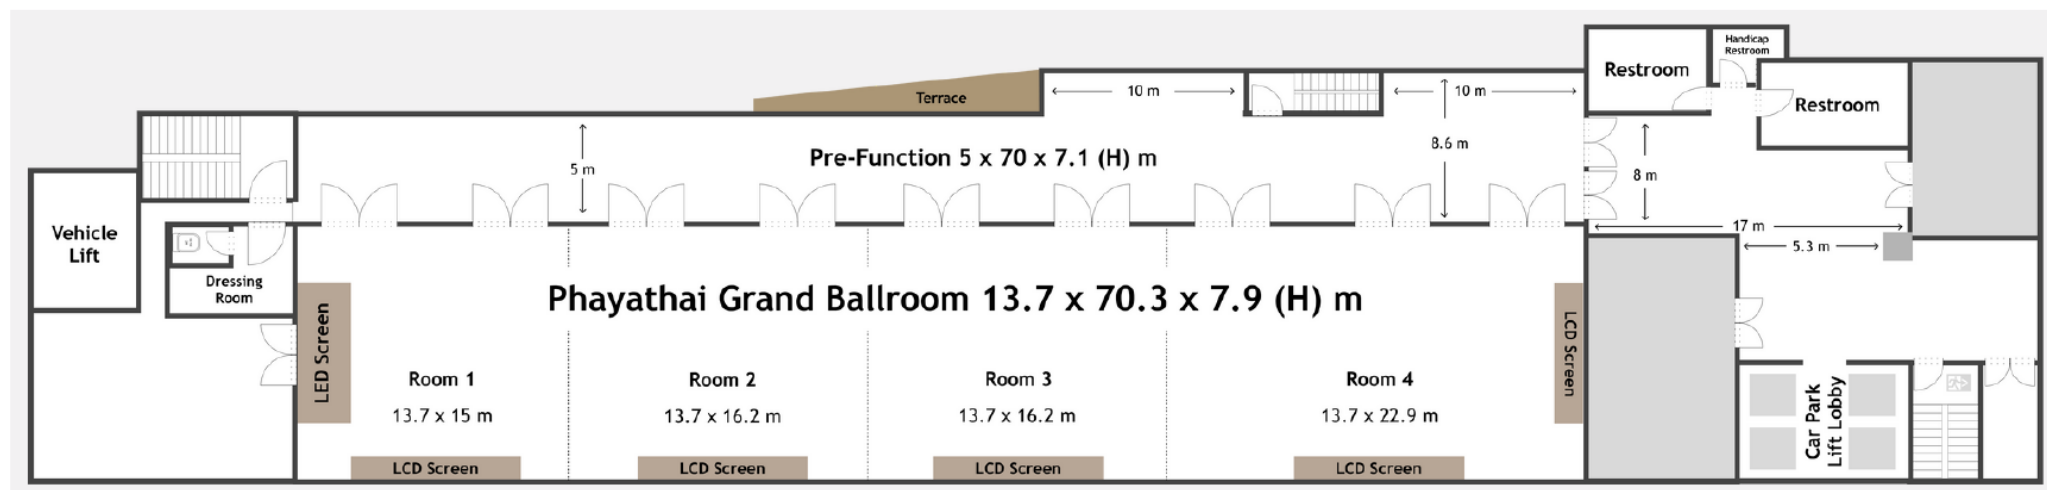 Handicap
Restroom
Restroom
Restroom
Terrace
10 m
10 m
5 m
Pre-Function 5 x 70 x 7.1 (H) m
8.6 m
8 m
17 m
5.3 m
Vehicle
Lift
Dressing
Room
Phayathai Grand Ballroom 13.7 x 70.3 x 7.9 (H) m
LED Screen
LCD Screen
Room 1
13.7 x 15 m
Room 2
13.7 x 16.2 m
Room 3
13.7 x 16.2 m
Room 4
13.7 x 22.9 m
LCD Screen
LCD Screen
LCD Screen
LCD Screen
Car Park
Lift Lobby